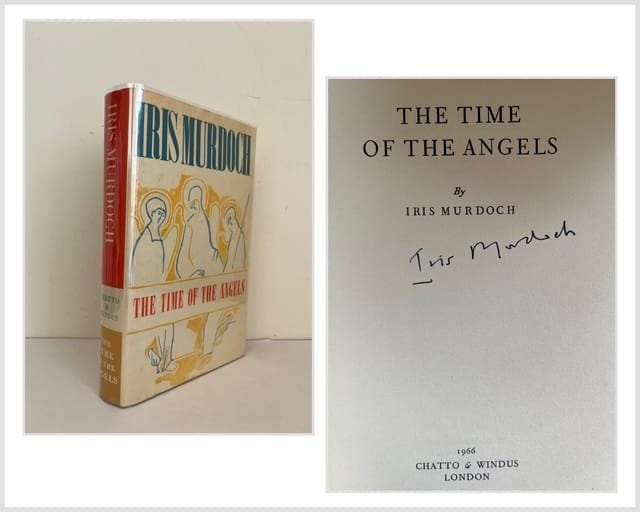 IRIS MURDOCH
THE TIME OF THE ANGELS
IRIS MURDOCH
CHATTO
&
WINDUS
THE
TIME
OF THE
ANGELS
THE TIME
OF THE ANGELS
By
IRIS MURDOCH
Iris Murdoch
1966
CHATTO & WINDUS
LONDON